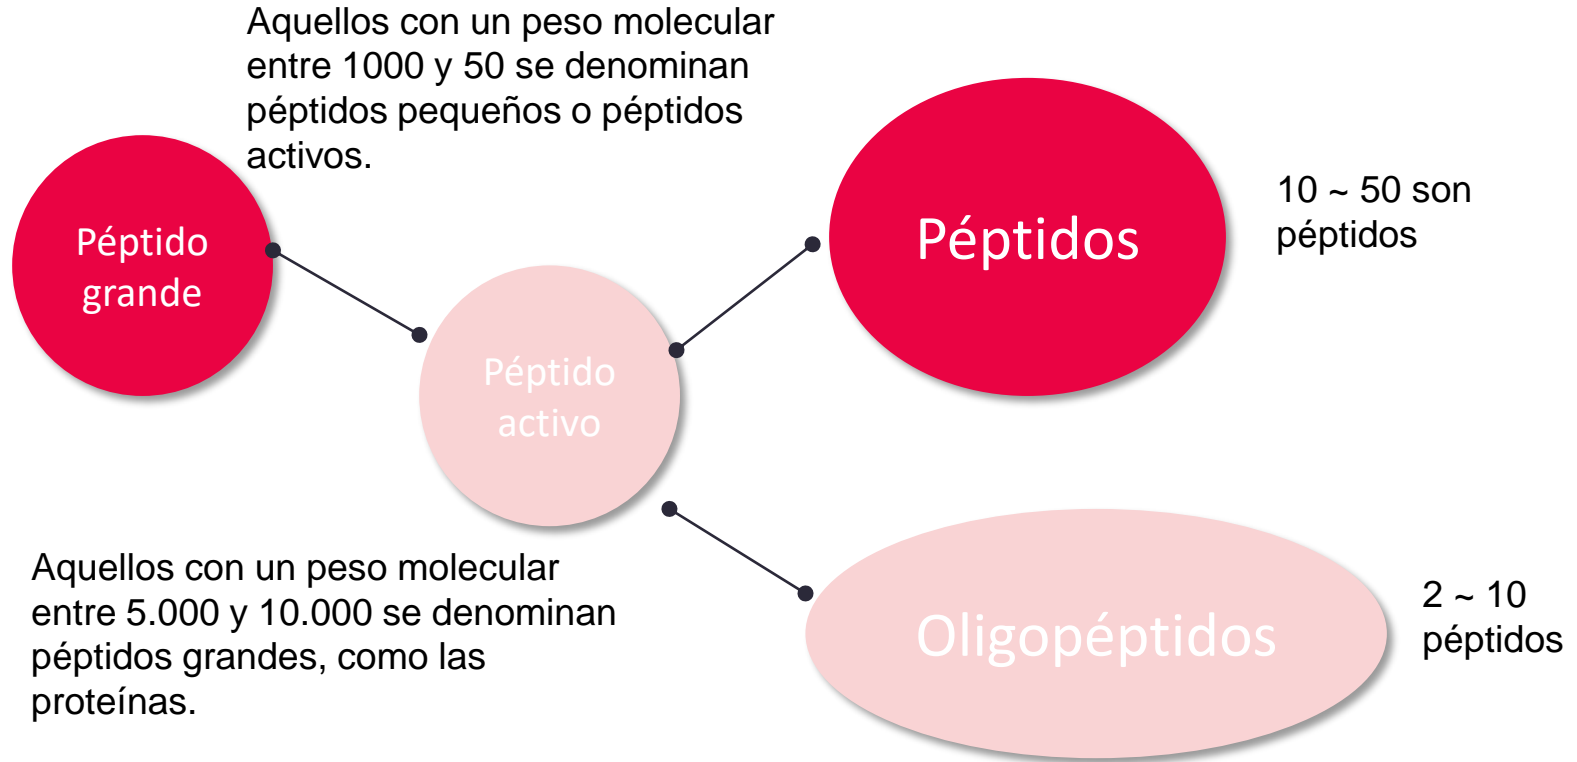 Aquellos con un peso molecular
entre 1000 y 50 se denominan
péptidos pequeños o péptidos
activos.
Péptido
grande
Péptido
activo
Péptidos
10 ~ 50 son
péptidos
Aquellos con un peso molecular
entre 5.000 y 10.000 se denominan
péptidos grandes, como las
proteínas.
Oligopéptidos
2 ~ 10
péptidos